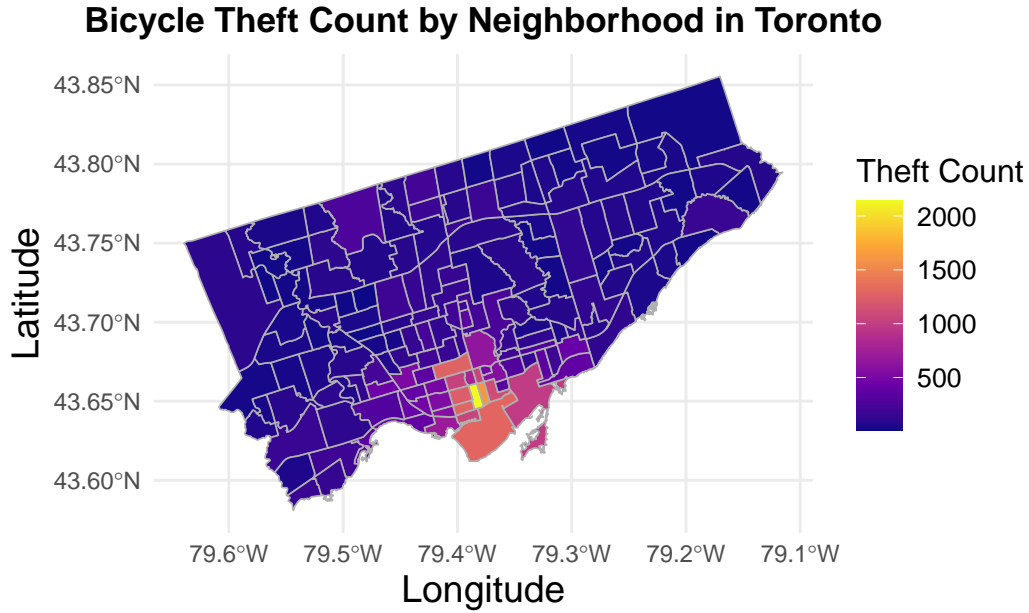 Bicycle Theft Count by Neighborhood in Toronto
Latitude
43.85°N
43.80°N
43.75°N
43.70°N
43.65°N
43.60°N
79.6°W 79.5°W 79.4°W 79.3°W 79.2°W 79.1°W
Longitude
Theft Count
2000
1500
1000
500